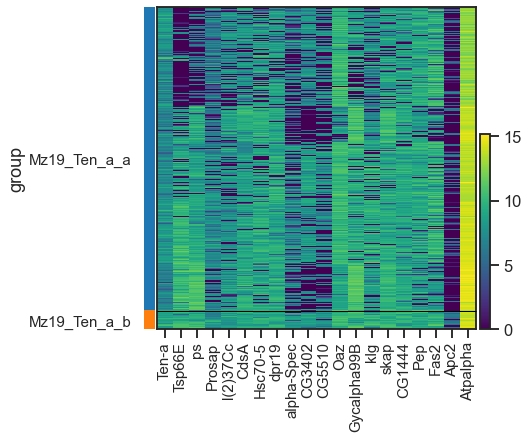 group
Mz19_Ten_a_a
Mz19_Ten_a_b
Ten-a
Tsp66E
ps
Prosap
l(2)37Cc
CdsA
Hsc70-5
dpr19
alpha-Spec
CG3402
CG5510
Oaz
Gycalpha99B
klg
skap
CG1444
Pep
Fas2
Apc2
Atpalpha
15
10
5
0